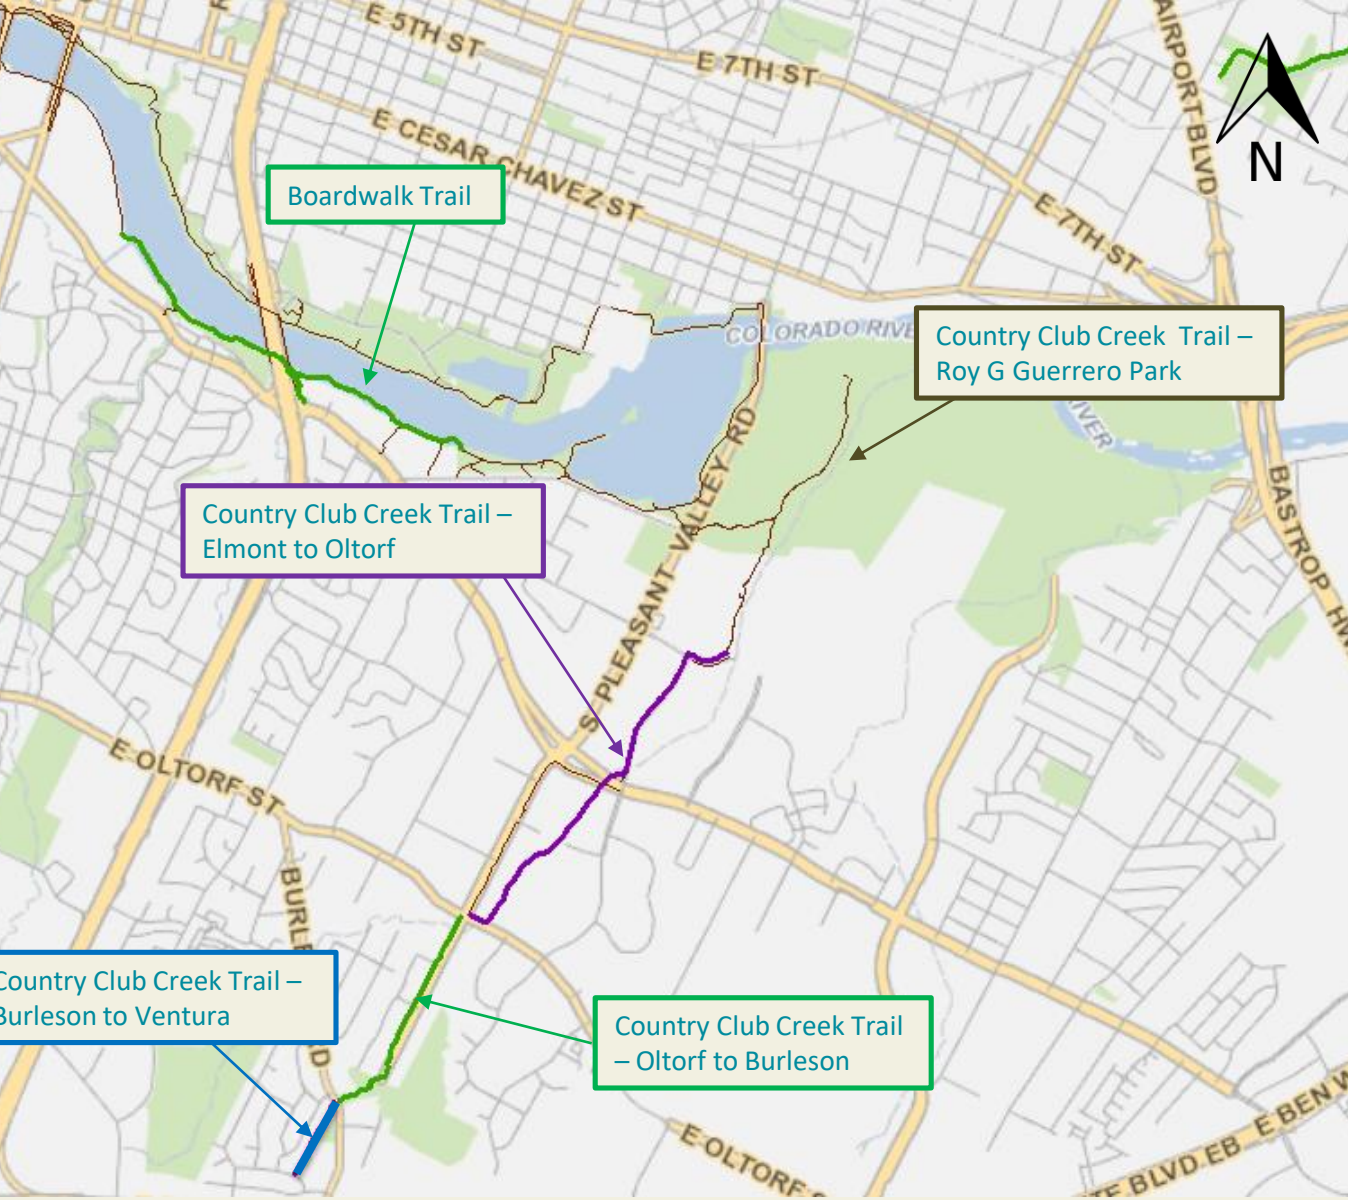 E 5TH ST
E 7TH ST
AIRPORT BLVD
N
E CESAR CHAVEZ ST
Boardwalk Trail
E 7TH ST
COLORADO RIVE
Country Club Creek Trail –
Roy G Guerrero Park
RIVER
S PLEASANT VALLEY RD
BASTROP HW
Country Club Creek Trail –
Elmont to Oltorf
E OLTORF ST
BURLE
D
Country Club Creek Trail –
Burleson to Ventura
Country Club Creek Trail
– Oltorf to Burleson
E OLTORF S
TE BLVD EB
E BEN W